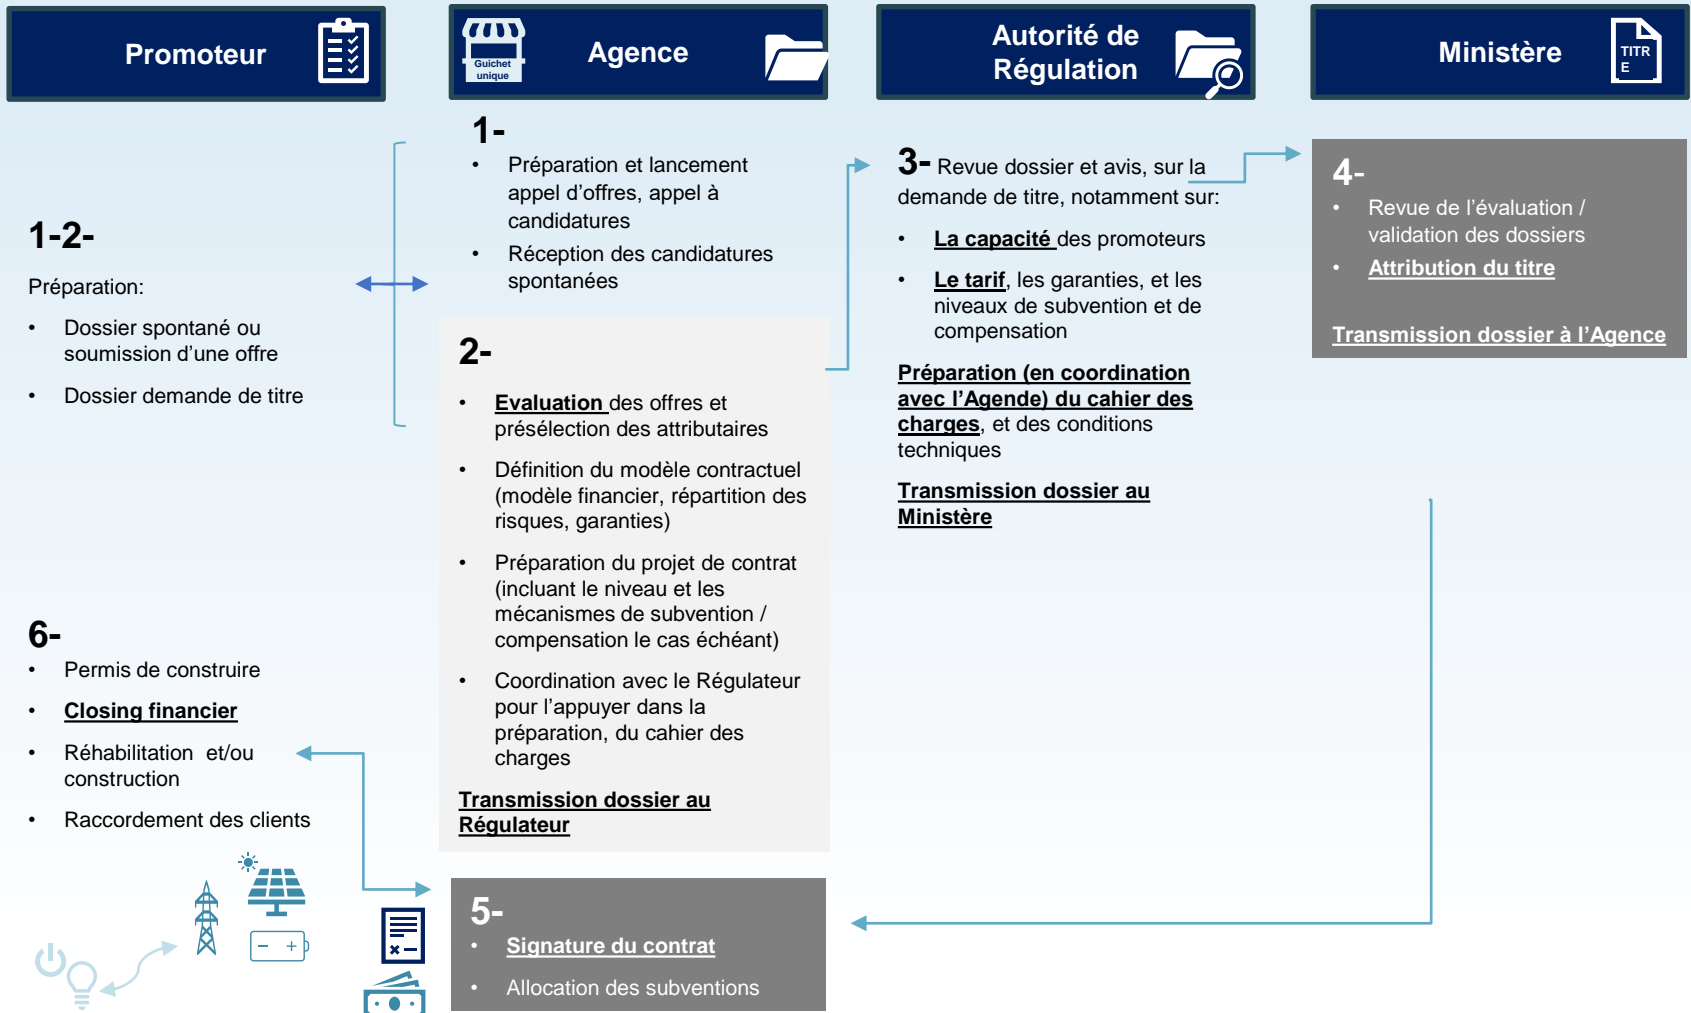 Promoteur
Guichet
unique
Agence
Autorité de
Régulation
Ministère
TITR
E
1-2-
Préparation:
• Dossier spontané ou
soumission d'une offre
• Dossier demande de titre
6-
• Permis de construire
• Closing financier
• Réhabilitation et/ou
construction
• Raccordement des clients
1-
• Préparation et lancement
appel d’offres, appel à
candidatures
• Réception des candidatures
spontanées
2-
• Evaluation des offres et
présélection des attributaires
• Définition du modèle contractuel
(modèle financier, répartition des
risques, garanties)
• Préparation du projet de contrat
(incluant le niveau et les
mécanismes de subvention /
compensation le cas échéant)
• Coordination avec le Régulateur
pour l’appuyer dans la
préparation, du cahier des
charges
Transmission dossier au
Régulateur
5-
• Signature du contrat
• Allocation des subventions
3- Revue dossier et avis, sur la
demande de titre, notamment sur:
• La capacité des promoteurs
• Le tarif, les garanties, et les
niveaux de subvention et de
compensation
Préparation (en coordination
avec l’Agende) du cahier des
charges, et des conditions
techniques
Transmission dossier au
Ministère
4-
• Revue de l’évaluation /
validation des dossiers
• Attribution du titre
Transmission dossier à l’Agence